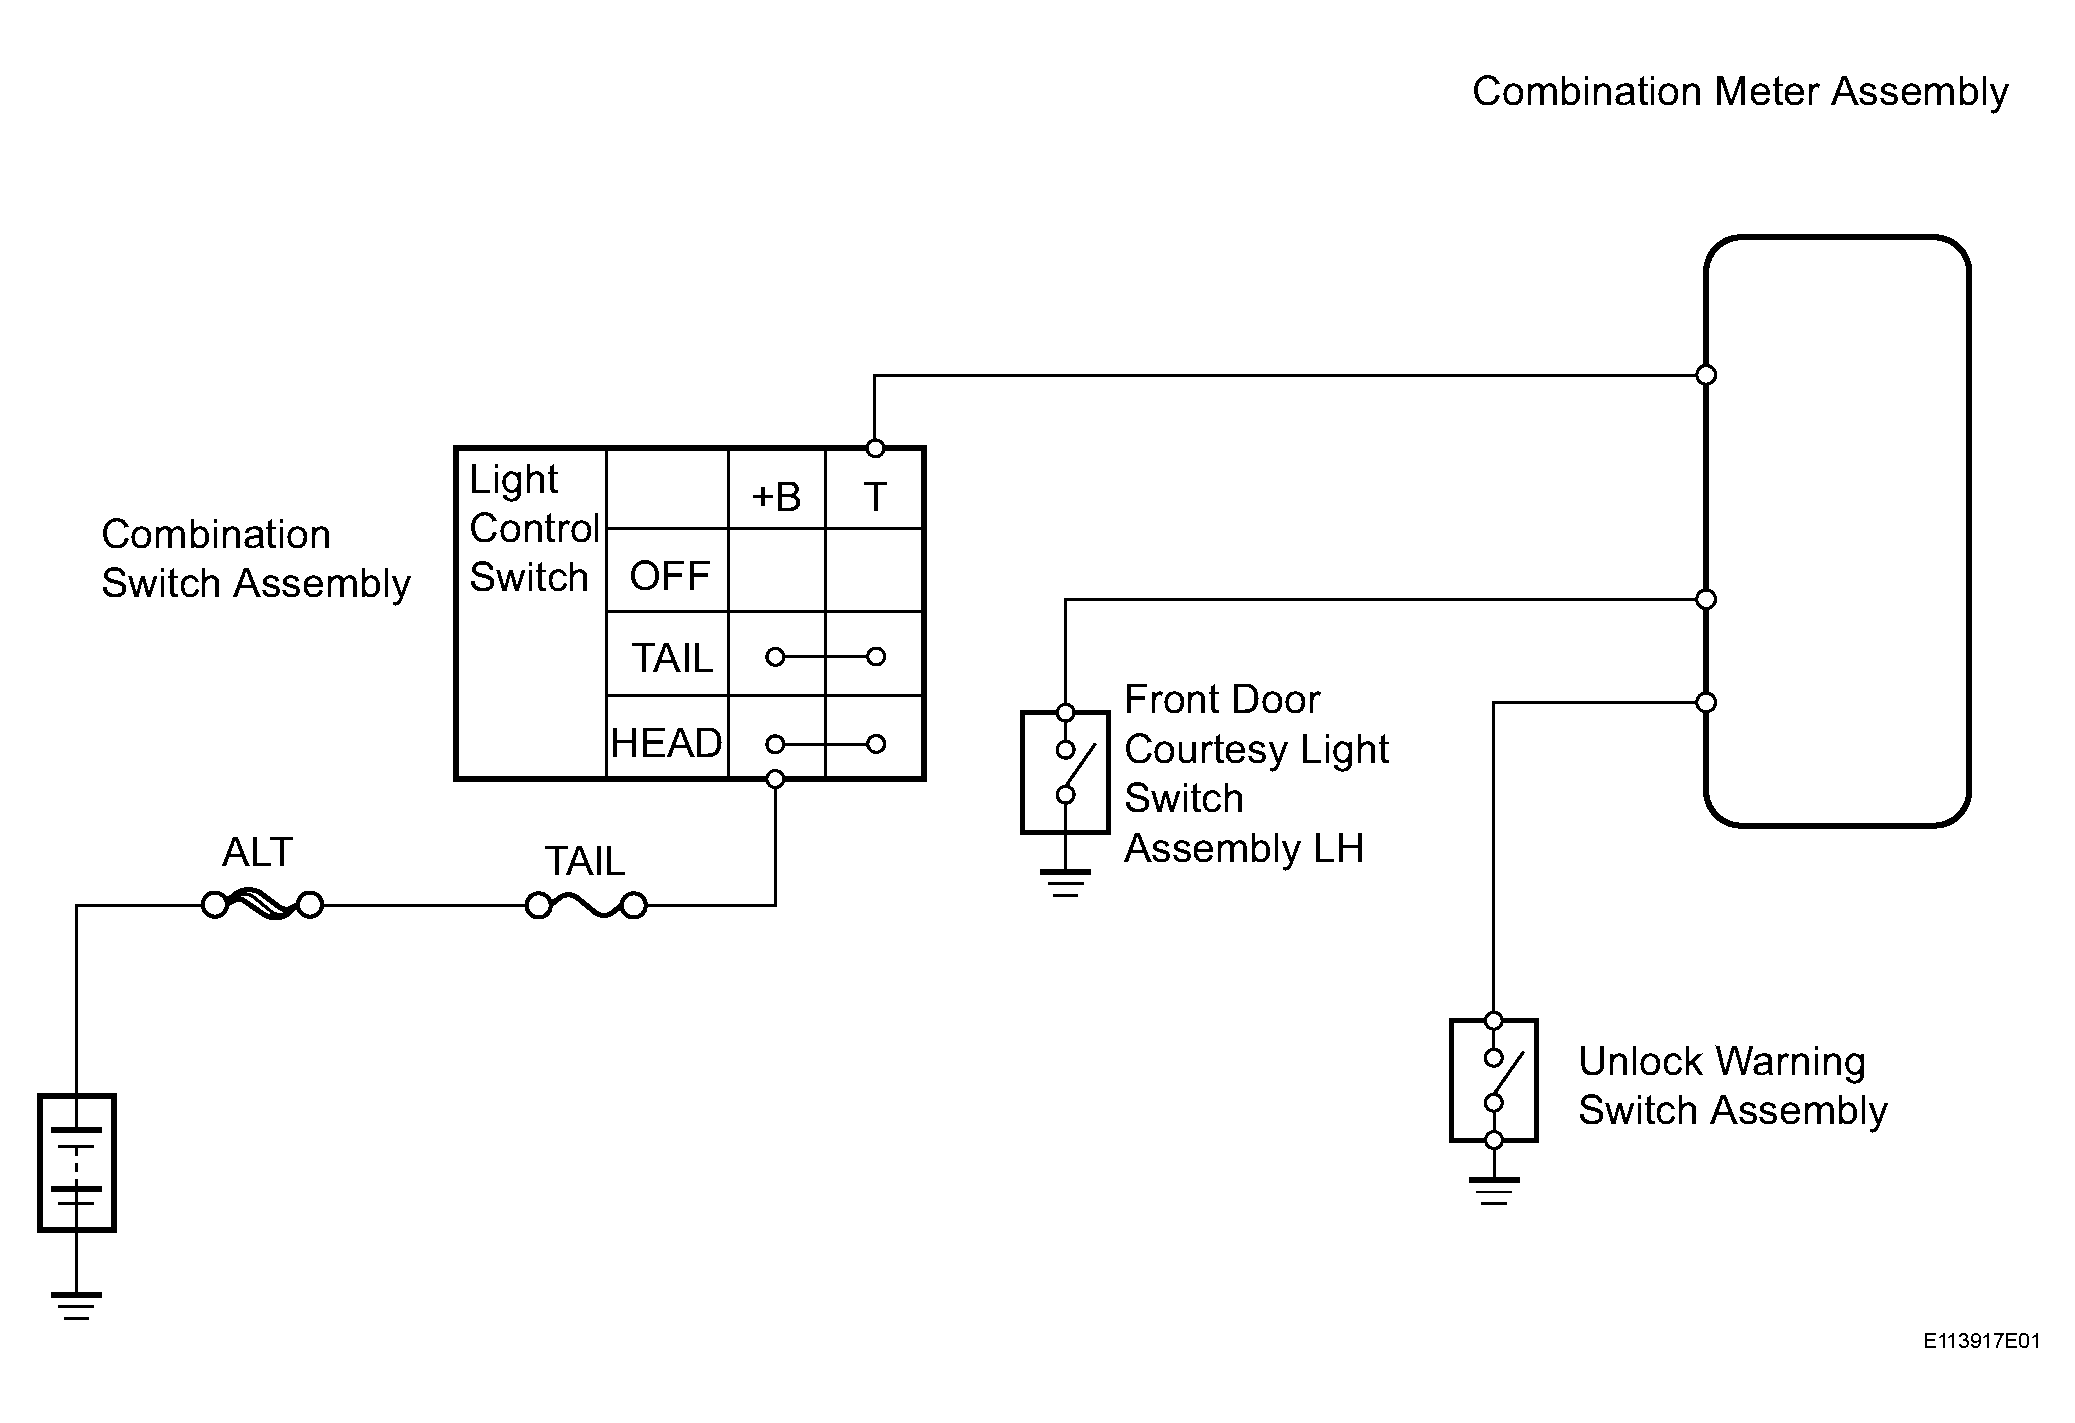 Combination Meter Assembly
Light
Control
Switch
+B
T
OFF
TAIL
HEAD
Combination
Switch Assembly
Front Door
Courtesy Light
Switch
Assembly LH
ALT
TAIL
Unlock Warning
Switch Assembly
E113917E01